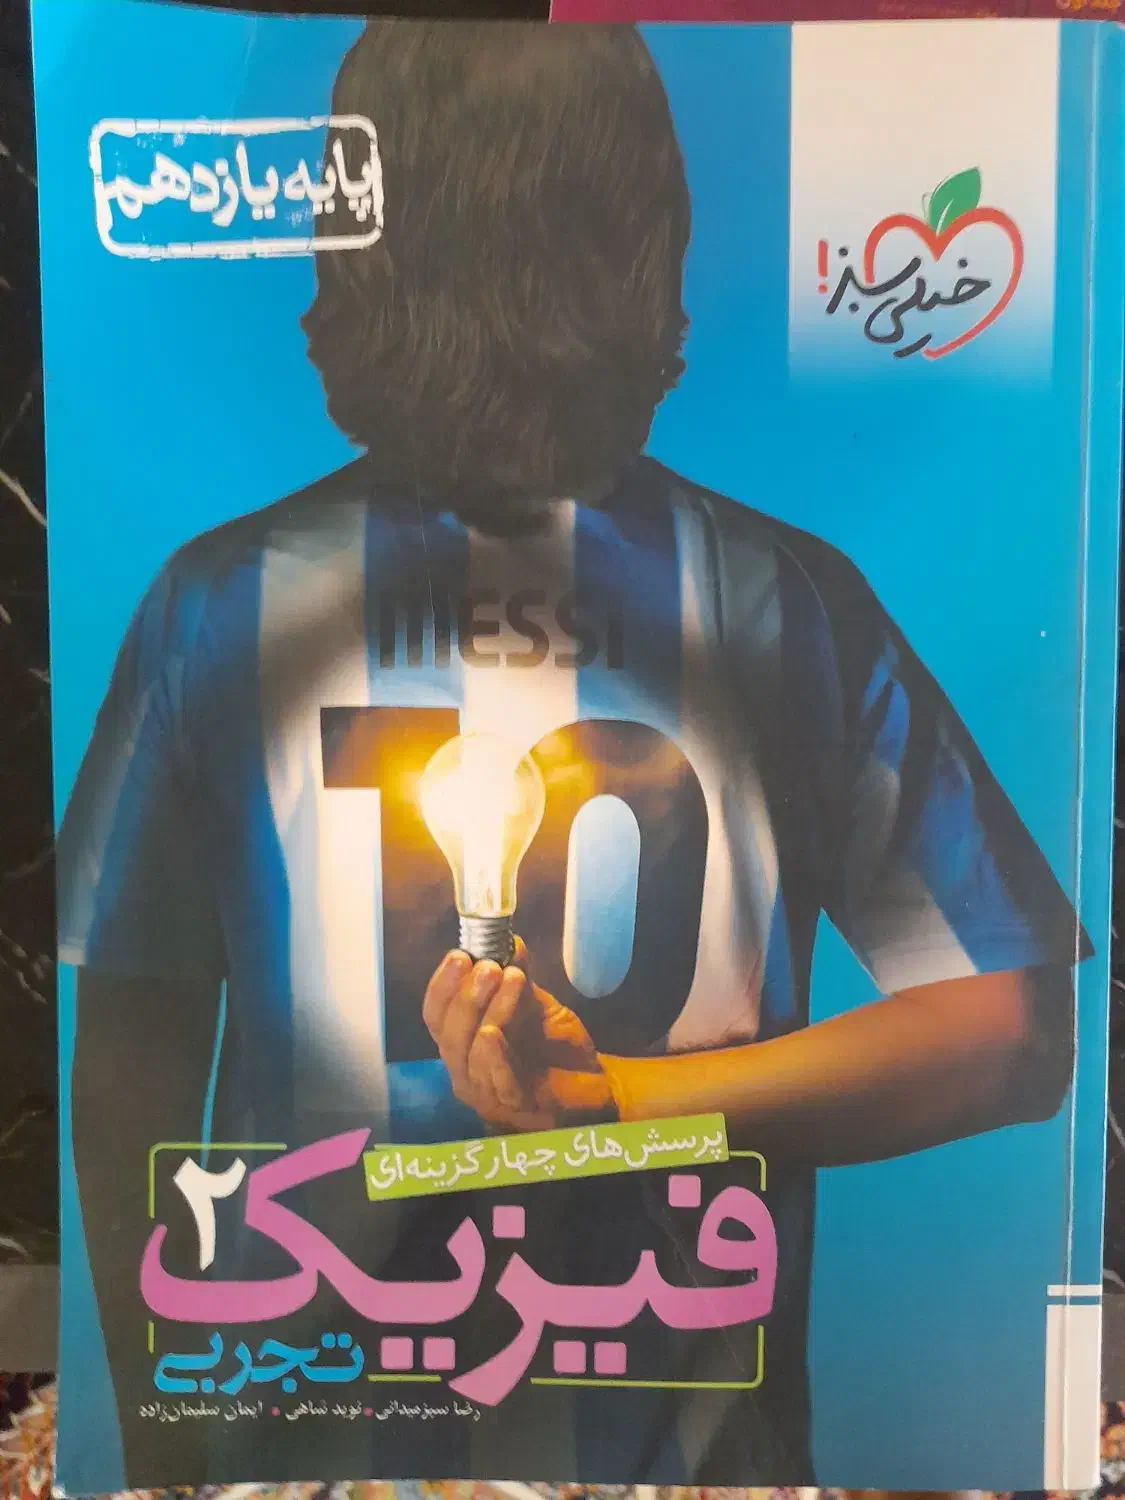 پایه یازدهم
خیلی سبز!
MESSI
10
پرسش‌های چهارگزینه‌ای
فیزیک ۲
تجربی
رضا سبزمیدانی • نوید شاهی • ایمان سلیمان‌زاده